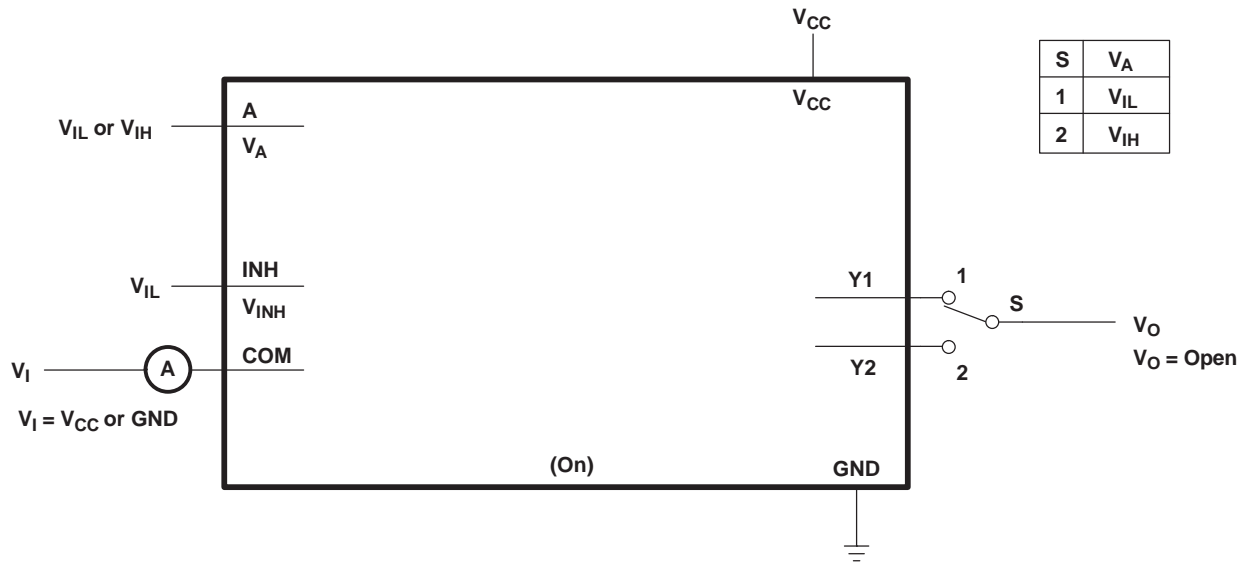 VCC
S VA
1 VIL
2 VIH
VCC
A
VIL or VIH
VA
INH
VIL
VINH
Y1
1
S
VO
VO = Open
COM
Y2
2
VI
A
VI = VCC or GND
(On)
GND